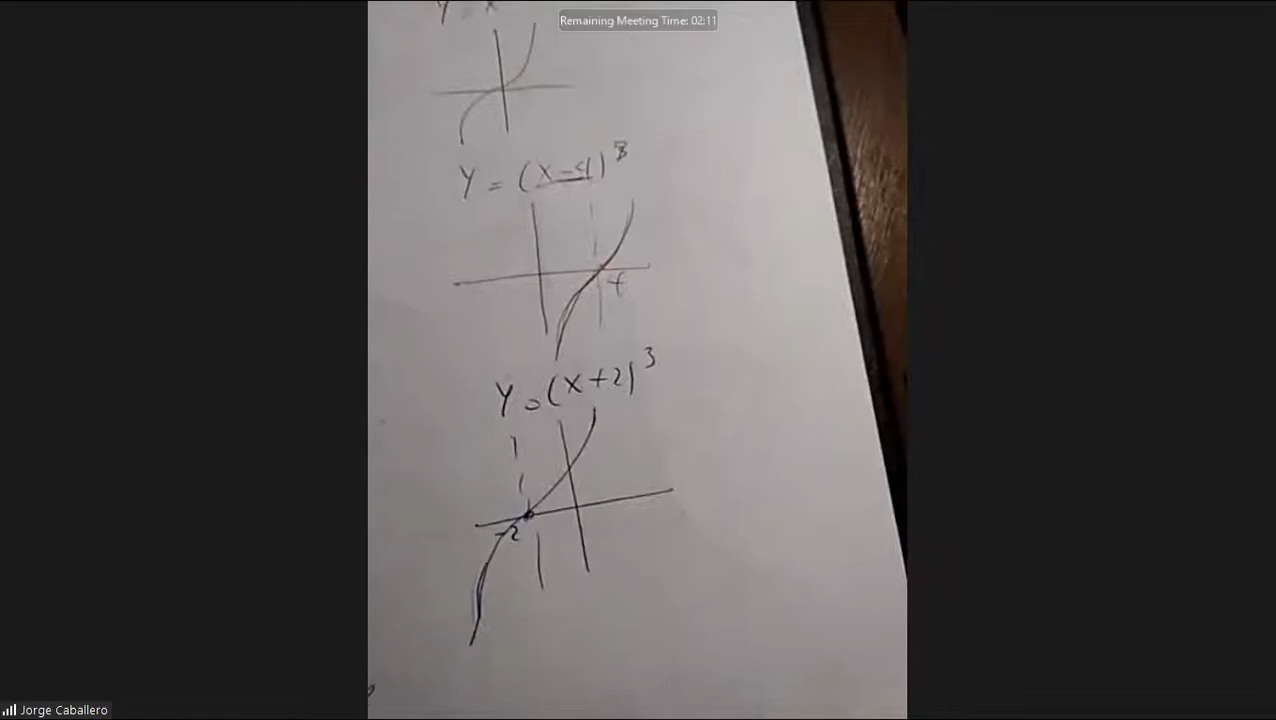 Remaining Meeting Time: 02:11
y = x
y = (x-4)³
4
y = (x+2)³
-2
Jorge Caballero